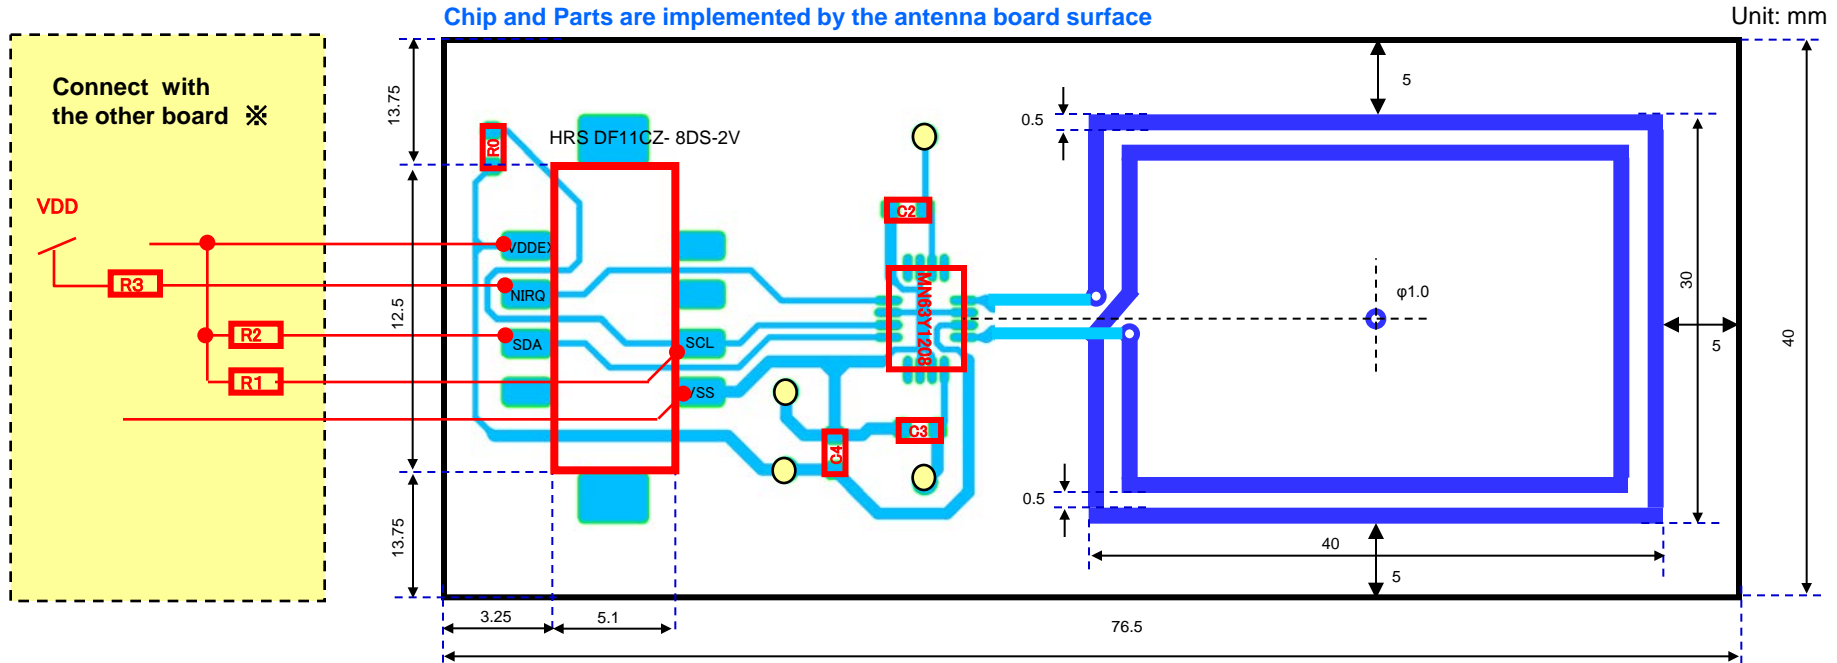 Chip and Parts are implemented by the antenna board surface
Unit: mm
Connect with
the other board ※
VDD
R3
R2
R1
13.75
12.5
13.75
R0
HRS DF11CZ- 8DS-2V
VDDEX
NIRQ
SDA
SCL
VSS
C2
MN63Y1208
C3
C4
0.5
5
φ1.0
30
5
40
0.5
40
5
3.25
5.1
76.5